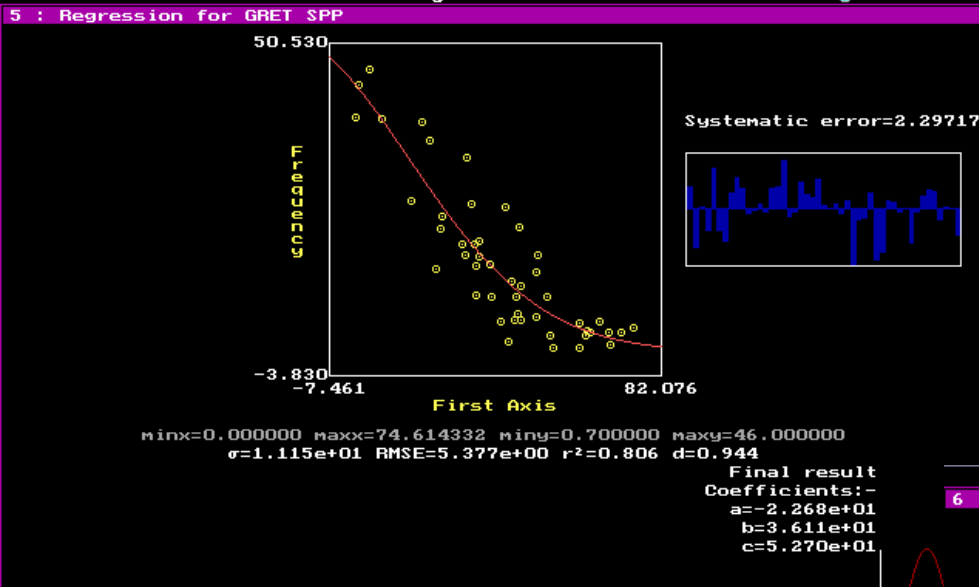 5 : Regression for GRET SPP
50.530
Systematic error=2.29717
Frequency
-3.830
-7.461 82.076
First Axis
minx=0.000000 maxx=74.614332 miny=0.700000 maxy=46.000000
σ=1.115e+01 RMSE=5.377e+00 r²=0.806 d=0.944
Final result
Coefficients:-
6
a=-2.268e+01
b=3.611e+01
c=5.270e+01